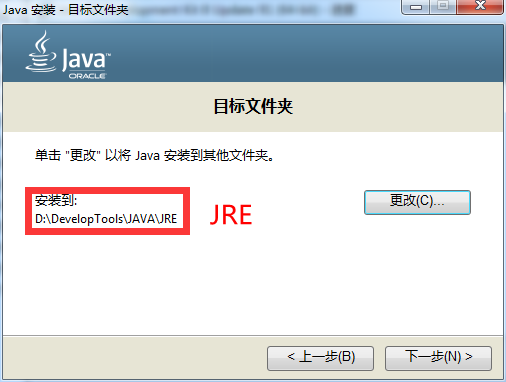 Java 安装 - 目标文件夹
Java
ORACLE
目标文件夹
单击 "更改" 以将 Java 安装到其他文件夹。
安装到:
D:\DevelopTools\JAVA\JRE
JRE
更改(C)...
< 上一步(B)
下一步(N) >